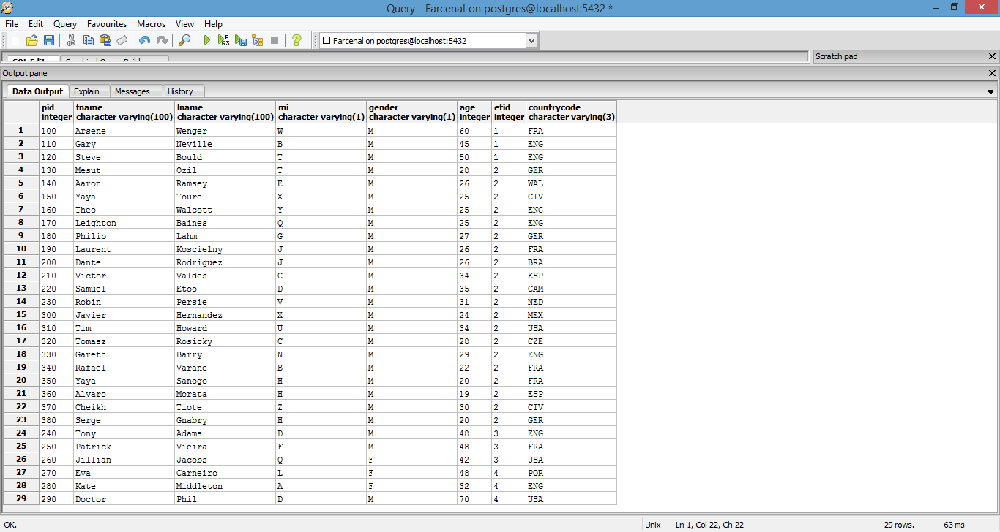 Query - Farcenal on postgres@localhost:5432 *
File Edit Query Favourites Macros View Help
Farcenal on postgres@localhost:5432
SQL Editor Graphical Query Builder Scratch pad
Output pane
Data Output Explain Messages History
pid fname lname mi gender age etid countrycode
integer character varying(100) character varying(100) character varying(1) character varying(1) integer integer character varying(3)
1 100 Arsene Wenger W M 60 1 FRA
2 110 Gary Neville B M 45 1 ENG
3 120 Steve Bould T M 50 1 ENG
4 130 Mesut Ozil T M 28 2 GER
5 140 Aaron Ramsey E M 26 2 WAL
6 150 Yaya Toure X M 25 2 CIV
7 160 Theo Walcott Y M 25 2 ENG
8 170 Leighton Baines Q M 25 2 ENG
9 180 Philip Lahm G M 27 2 GER
10 190 Laurent Koscielny J M 26 2 FRA
11 200 Dante Rodriguez J M 26 2 BRA
12 210 Victor Valdes C M 34 2 ESP
13 220 Samuel Etoo D M 35 2 CAM
14 230 Robin Persie V M 31 2 NED
15 300 Javier Hernandez X M 24 2 MEX
16 310 Tim Howard U M 34 2 USA
17 320 Tomasz Rosicky C M 28 2 CZE
18 330 Gareth Barry N M 29 2 ENG
19 340 Rafael Varane B M 22 2 FRA
20 350 Yaya Sanogo H M 20 2 FRA
21 360 Alvaro Morata H M 19 2 ESP
22 370 Cheikh Tiote Z M 30 2 CIV
23 380 Serge Gnabry H M 20 2 GER
24 240 Tony Adams D M 48 3 ENG
25 250 Patrick Vieira F M 48 3 FRA
26 260 Jillian Jacobs Q F 42 3 USA
27 270 Eva Carneiro L F 48 4 POR
28 280 Kate Middleton A F 32 4 ENG
29 290 Doctor Phil D M 70 4 USA
OK. Unix Ln 1, Col 22, Ch 22 29 rows. 63 ms